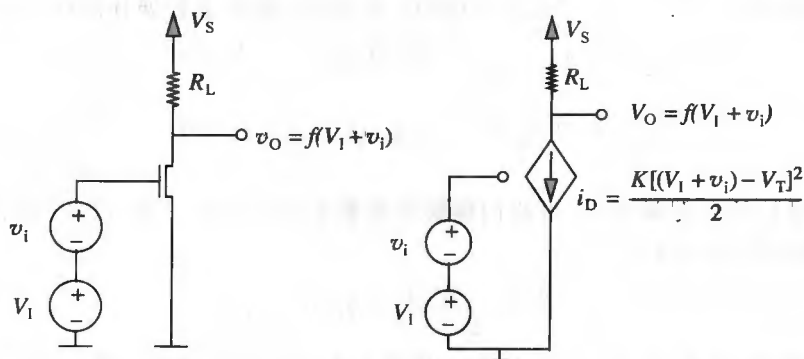 V_S
R_L
v_O = f(V_I + v_i)
+
−
v_i
+
−
V_I
V_S
R_L
V_O = f(V_I + v_i)
i_D = K[(V_I + v_i) − V_T]^2 / 2
+
−
v_i
+
−
V_I